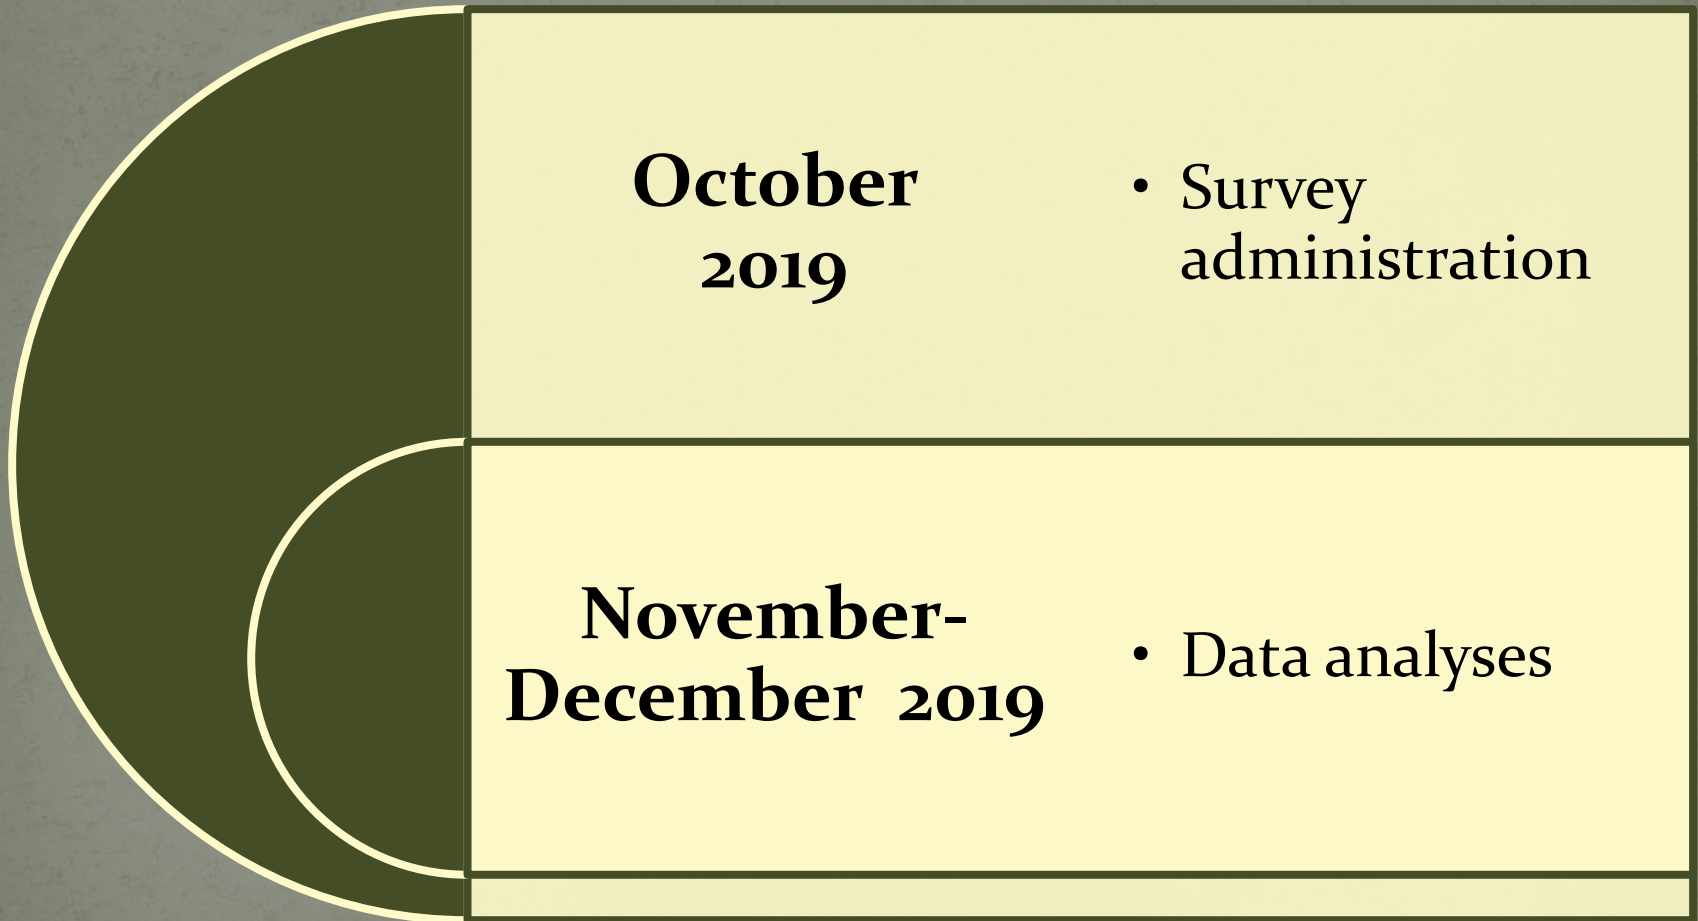 October
2019
• Survey
administration
November-
December 2019
• Data analyses